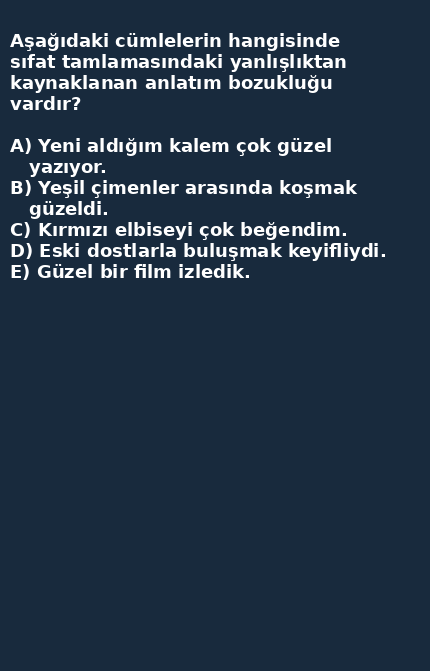 Aşağıdaki cümlelerin hangisinde
sıfat tamlamasındaki yanlışlıktan
kaynaklanan anlatım bozukluğu
vardır?
A) Yeni aldığım kalem çok güzel
yazıyor.
B) Yeşil çimenler arasında koşmak
güzeldi.
C) Kırmızı elbiseyi çok beğendim.
D) Eski dostlarla buluşmak keyifliydi.
E) Güzel bir film izledik.